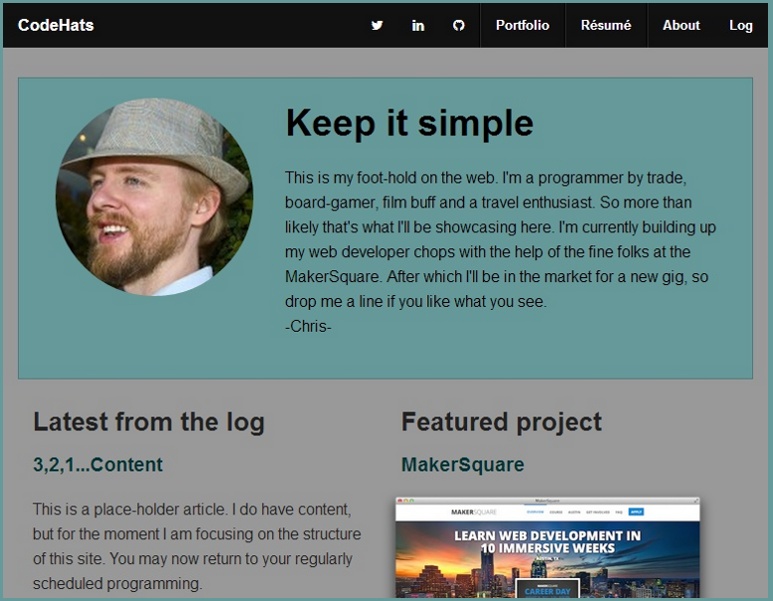 CodeHats
Portfolio
Résumé
About
Log
Keep it simple
This is my foot-hold on the web. I'm a programmer by trade,
board-gamer, film buff and a travel enthusiast. So more than
likely that's what I'll be showcasing here. I'm currently building up
my web developer chops with the help of the fine folks at the
MakerSquare. After which I'll be in the market for a new gig, so
drop me a line if you like what you see.
-Chris-
Latest from the log
3,2,1...Content
This is a place-holder article. I do have content,
but for the moment I am focusing on the structure
of this site. You may now return to your regularly
scheduled programming.
Featured project
MakerSquare
MAKERSQUARE
APPLY
LEARN WEB DEVELOPMENT IN
10 IMMERSIVE WEEKS
AUSTIN, TX
CAREER DAY